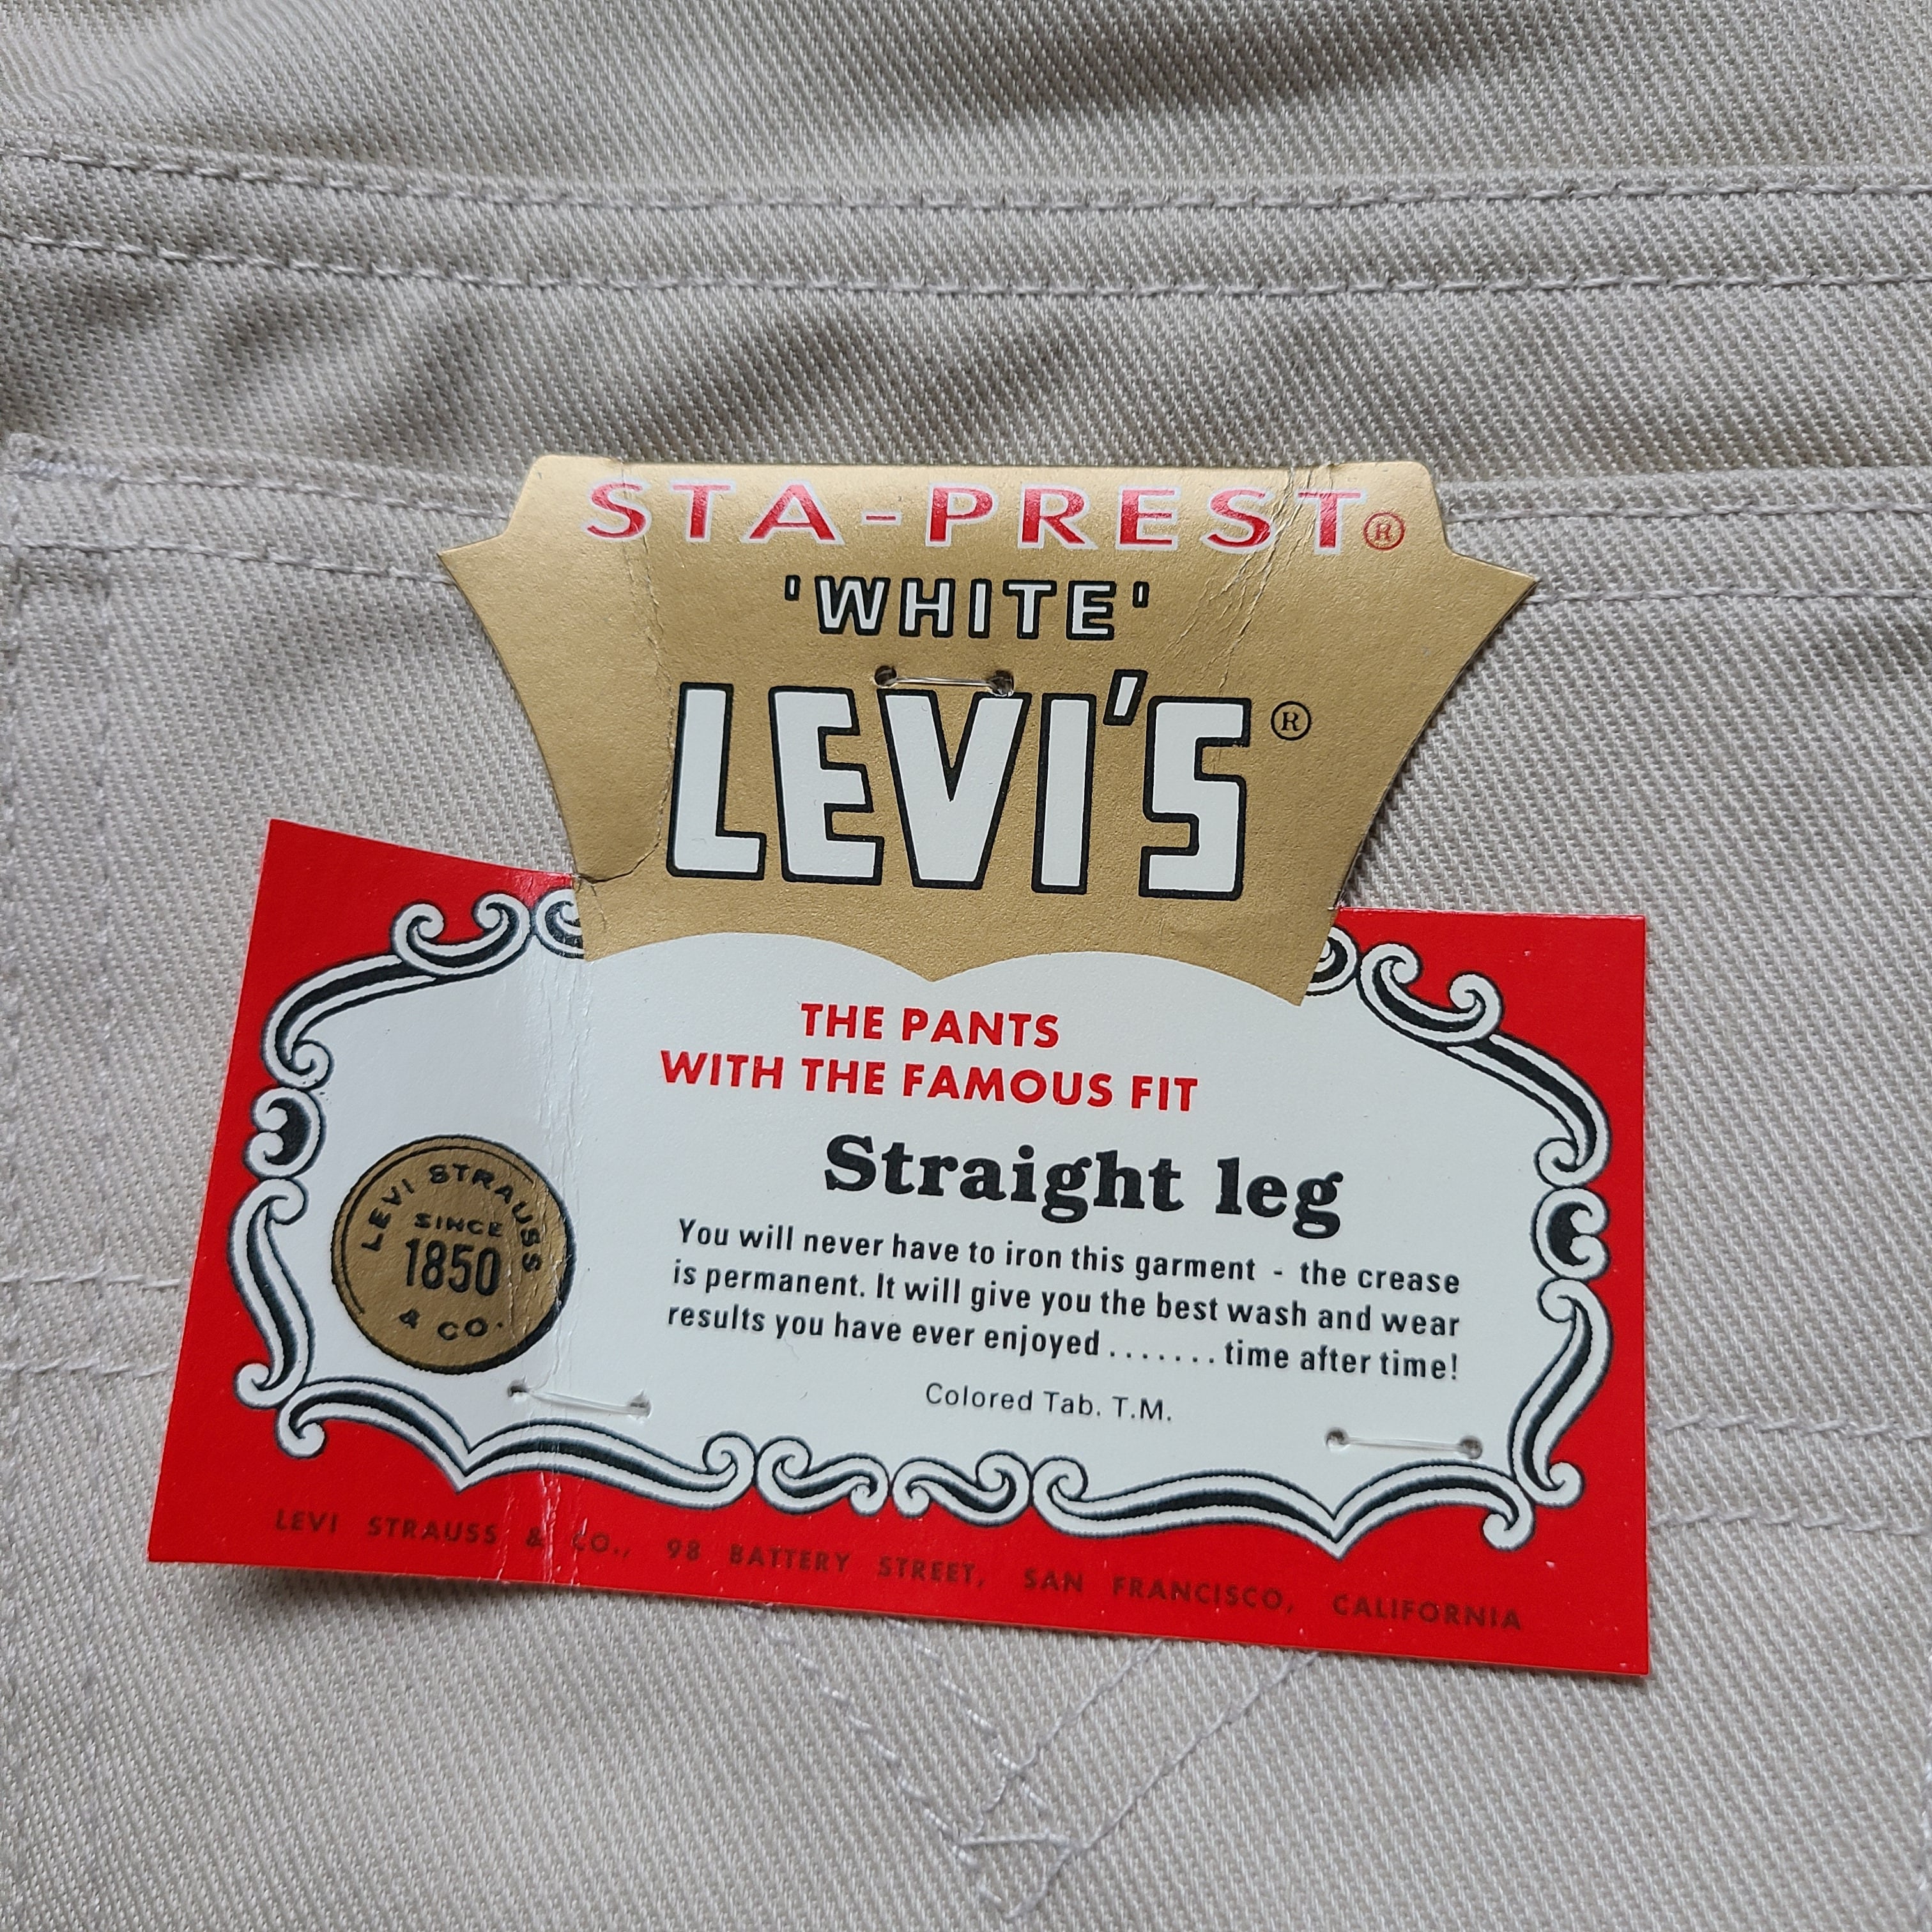 STA-PREST®
'WHITE'
LEVI'S®
THE PANTS
WITH THE FAMOUS FIT
Straight leg
You will never have to iron this garment - the crease
is permanent. It will give you the best wash and wear
results you have ever enjoyed ....... time after time!
Colored Tab. T.M.
LEVI STRAUSS
SINCE
1850
& CO.
LEVI STRAUSS & CO., 98 BATTERY STREET, SAN FRANCISCO, CALIFORNIA